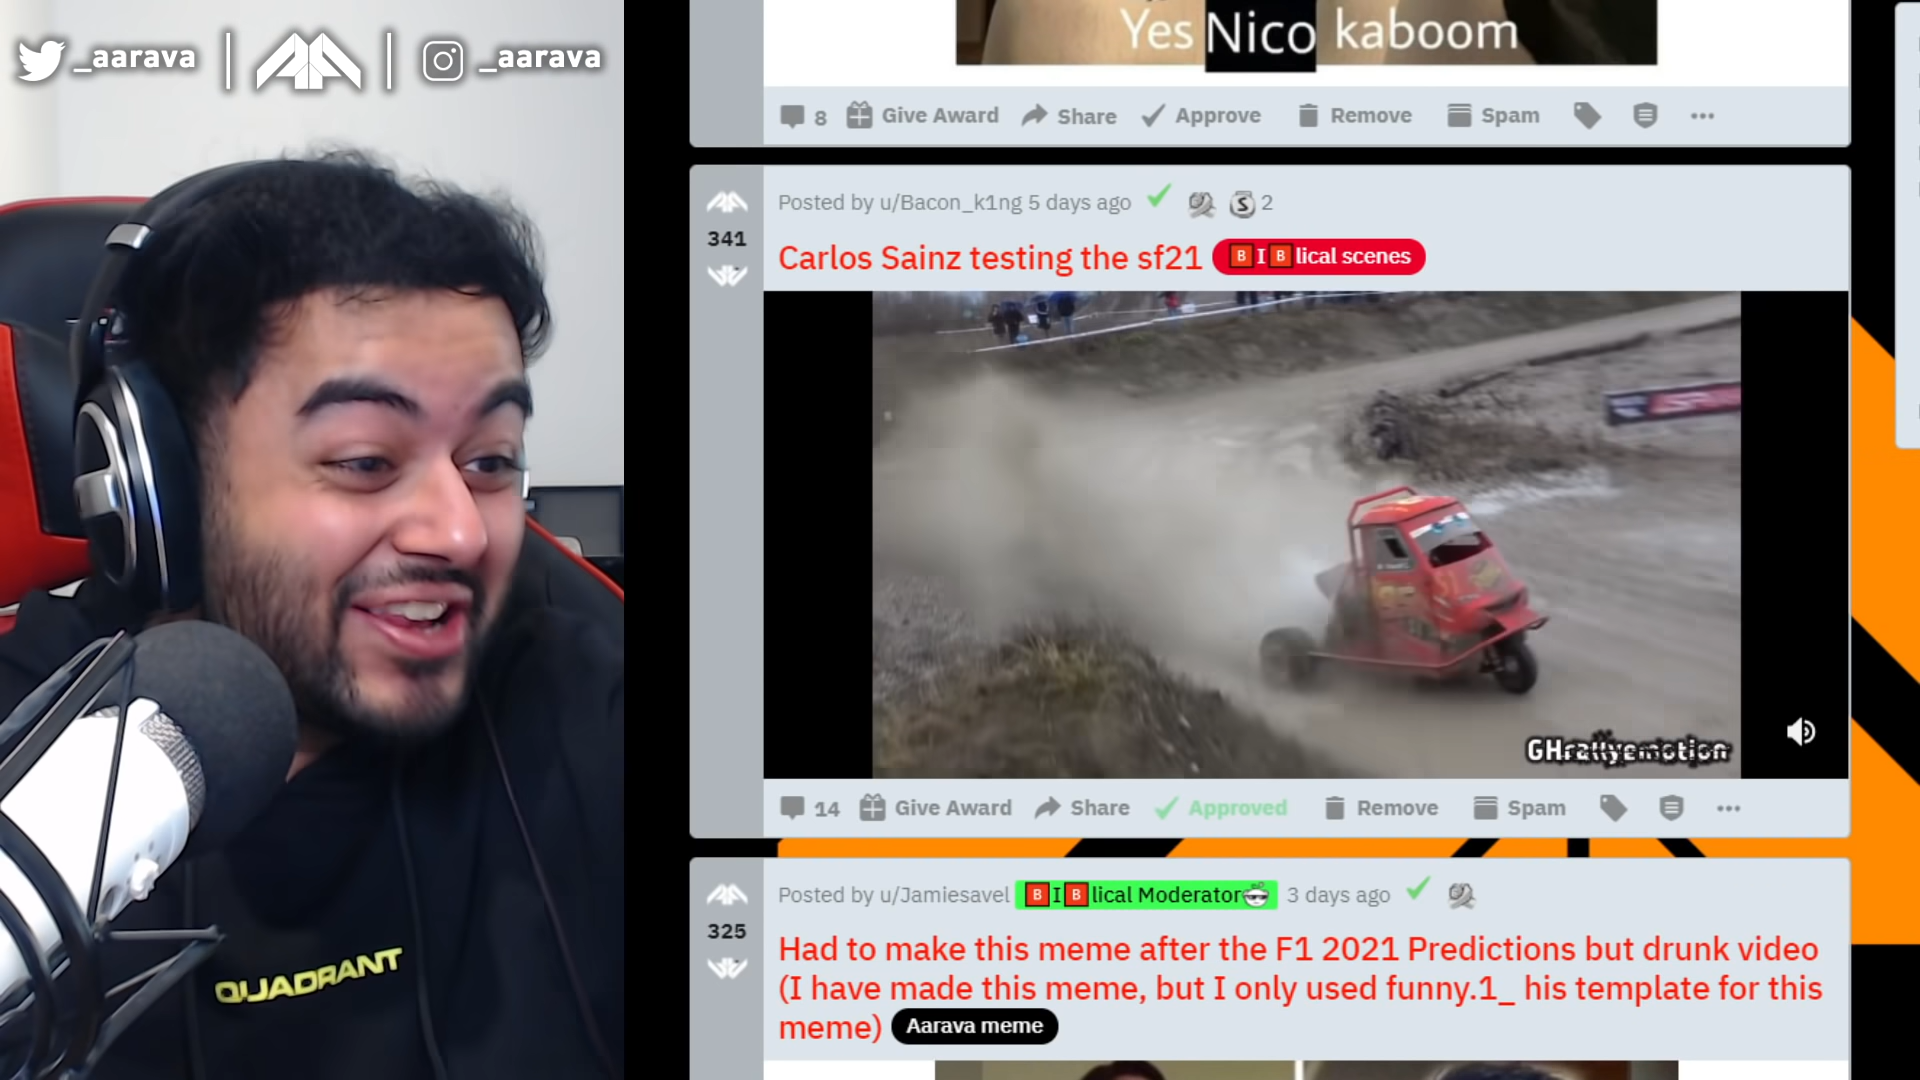 _aarava
_aarava
Yes Nico kaboom
8 Give Award Share Approve Remove Spam
Posted by u/Bacon_k1ng 5 days ago 2
341
Carlos Sainz testing the sf21 BIBlical scenes
GHrallyemotion
14 Give Award Share Approved Remove Spam
Posted by u/Jamiesavel BIBlical Moderator 3 days ago
325
Had to make this meme after the F1 2021 Predictions but drunk video
(I have made this meme, but I only used funny.1_ his template for this
meme) Aarava meme
QUADRANT